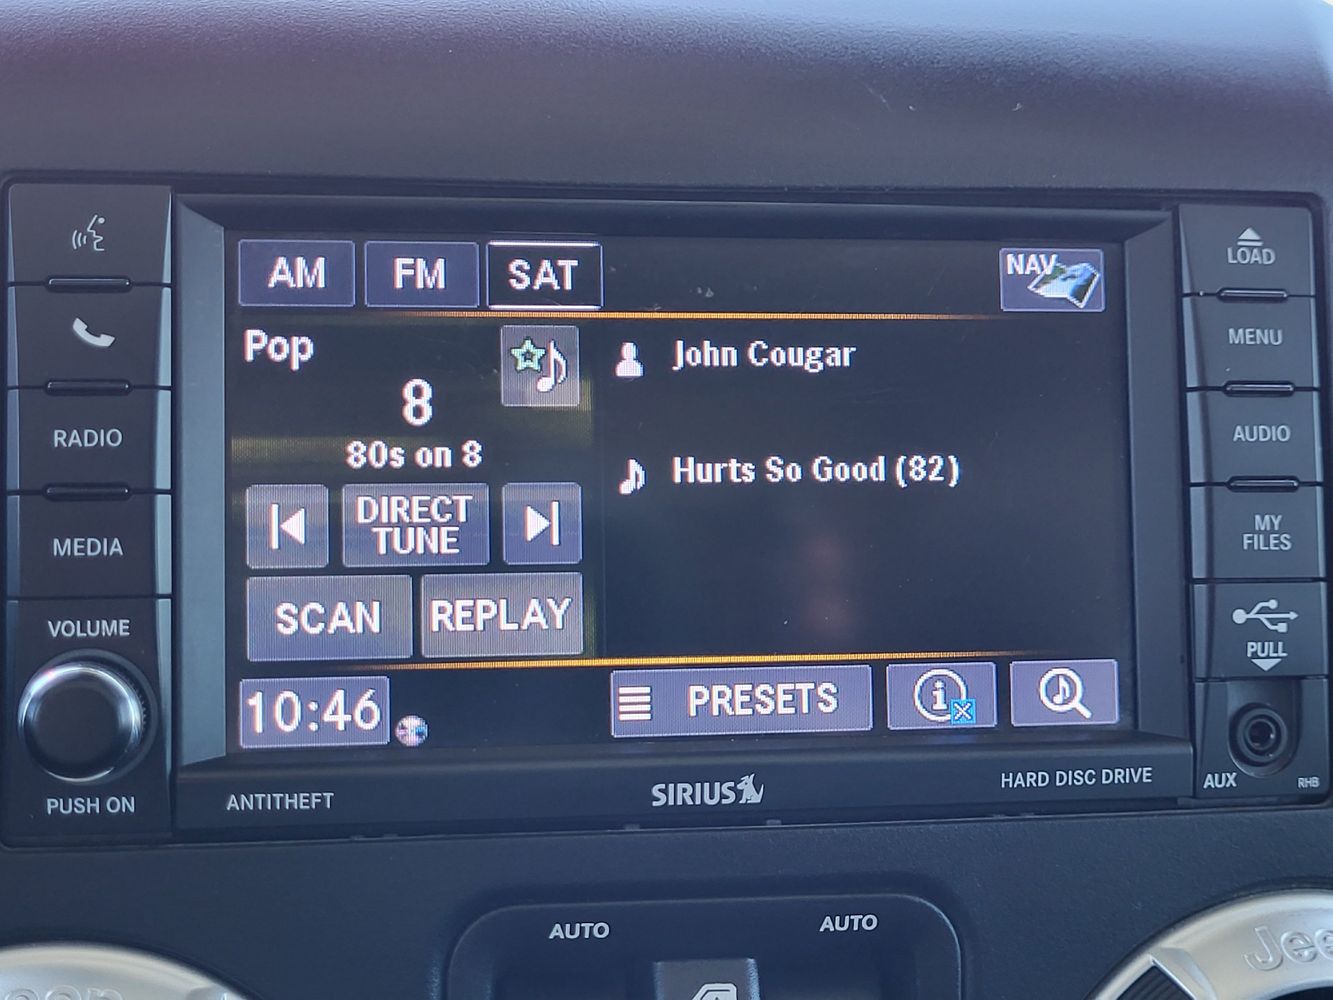 AM FM SAT
NAV
Pop
8
80s on 8
John Cougar
Hurts So Good (82)
DIRECT
TUNE
SCAN REPLAY
10:46
PRESETS
i
RADIO
MEDIA
VOLUME
PUSH ON
LOAD
MENU
AUDIO
MY
FILES
PULL
AUX
RHB
ANTITHEFT
SIRIUS
HARD DISC DRIVE
AUTO
AUTO
Jee
eep